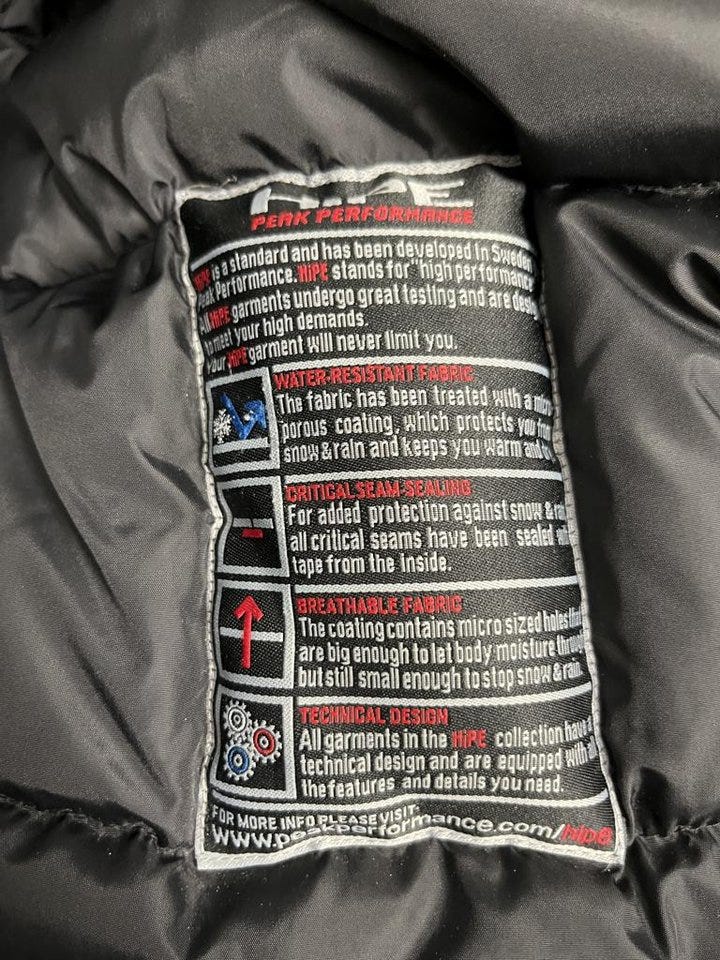 HiPE
PEAK PERFORMANCE
HiPE is a standard and has been developed in Sweden
Peak Performance. HiPE stands for "high performance
All HiPE garments undergo great testing and are
to meet your high demands.
Your HiPE garment will never limit you.
WATER-RESISTANT FABRIC
The fabric has been treated with a
porous coating, which protects you from
snow & rain and keeps you warm and
CRITICAL SEAM-SEALING
For added protection against snow &
all critical seams have been sealed
tape from the inside.
BREATHABLE FABRIC
The coating contains micro sized holes
are big enough to let body moisture through
but still small enough to stop snow & rain.
TECHNICAL DESIGN
All garments in the HiPE collection have
technical design and are equipped with all
the features and details you need.
FOR MORE INFO PLEASE VISIT:
www.peakperformance.com/hipe